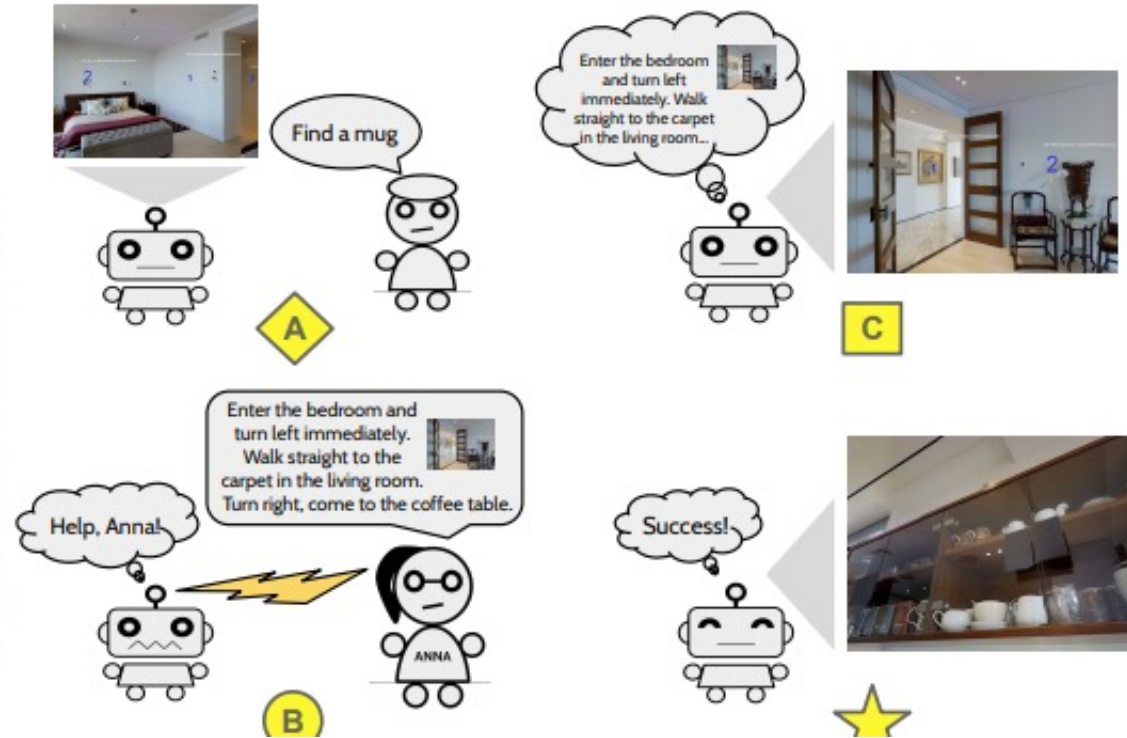 Find a mug
2
A
Enter the bedroom
and turn left
immediately. Walk
straight to the carpet
in the living room...
2
C
Help, Anna!
Enter the bedroom and
turn left immediately.
Walk straight to the
carpet in the living room.
Turn right, come to the coffee table.
ANNA
B
Success!